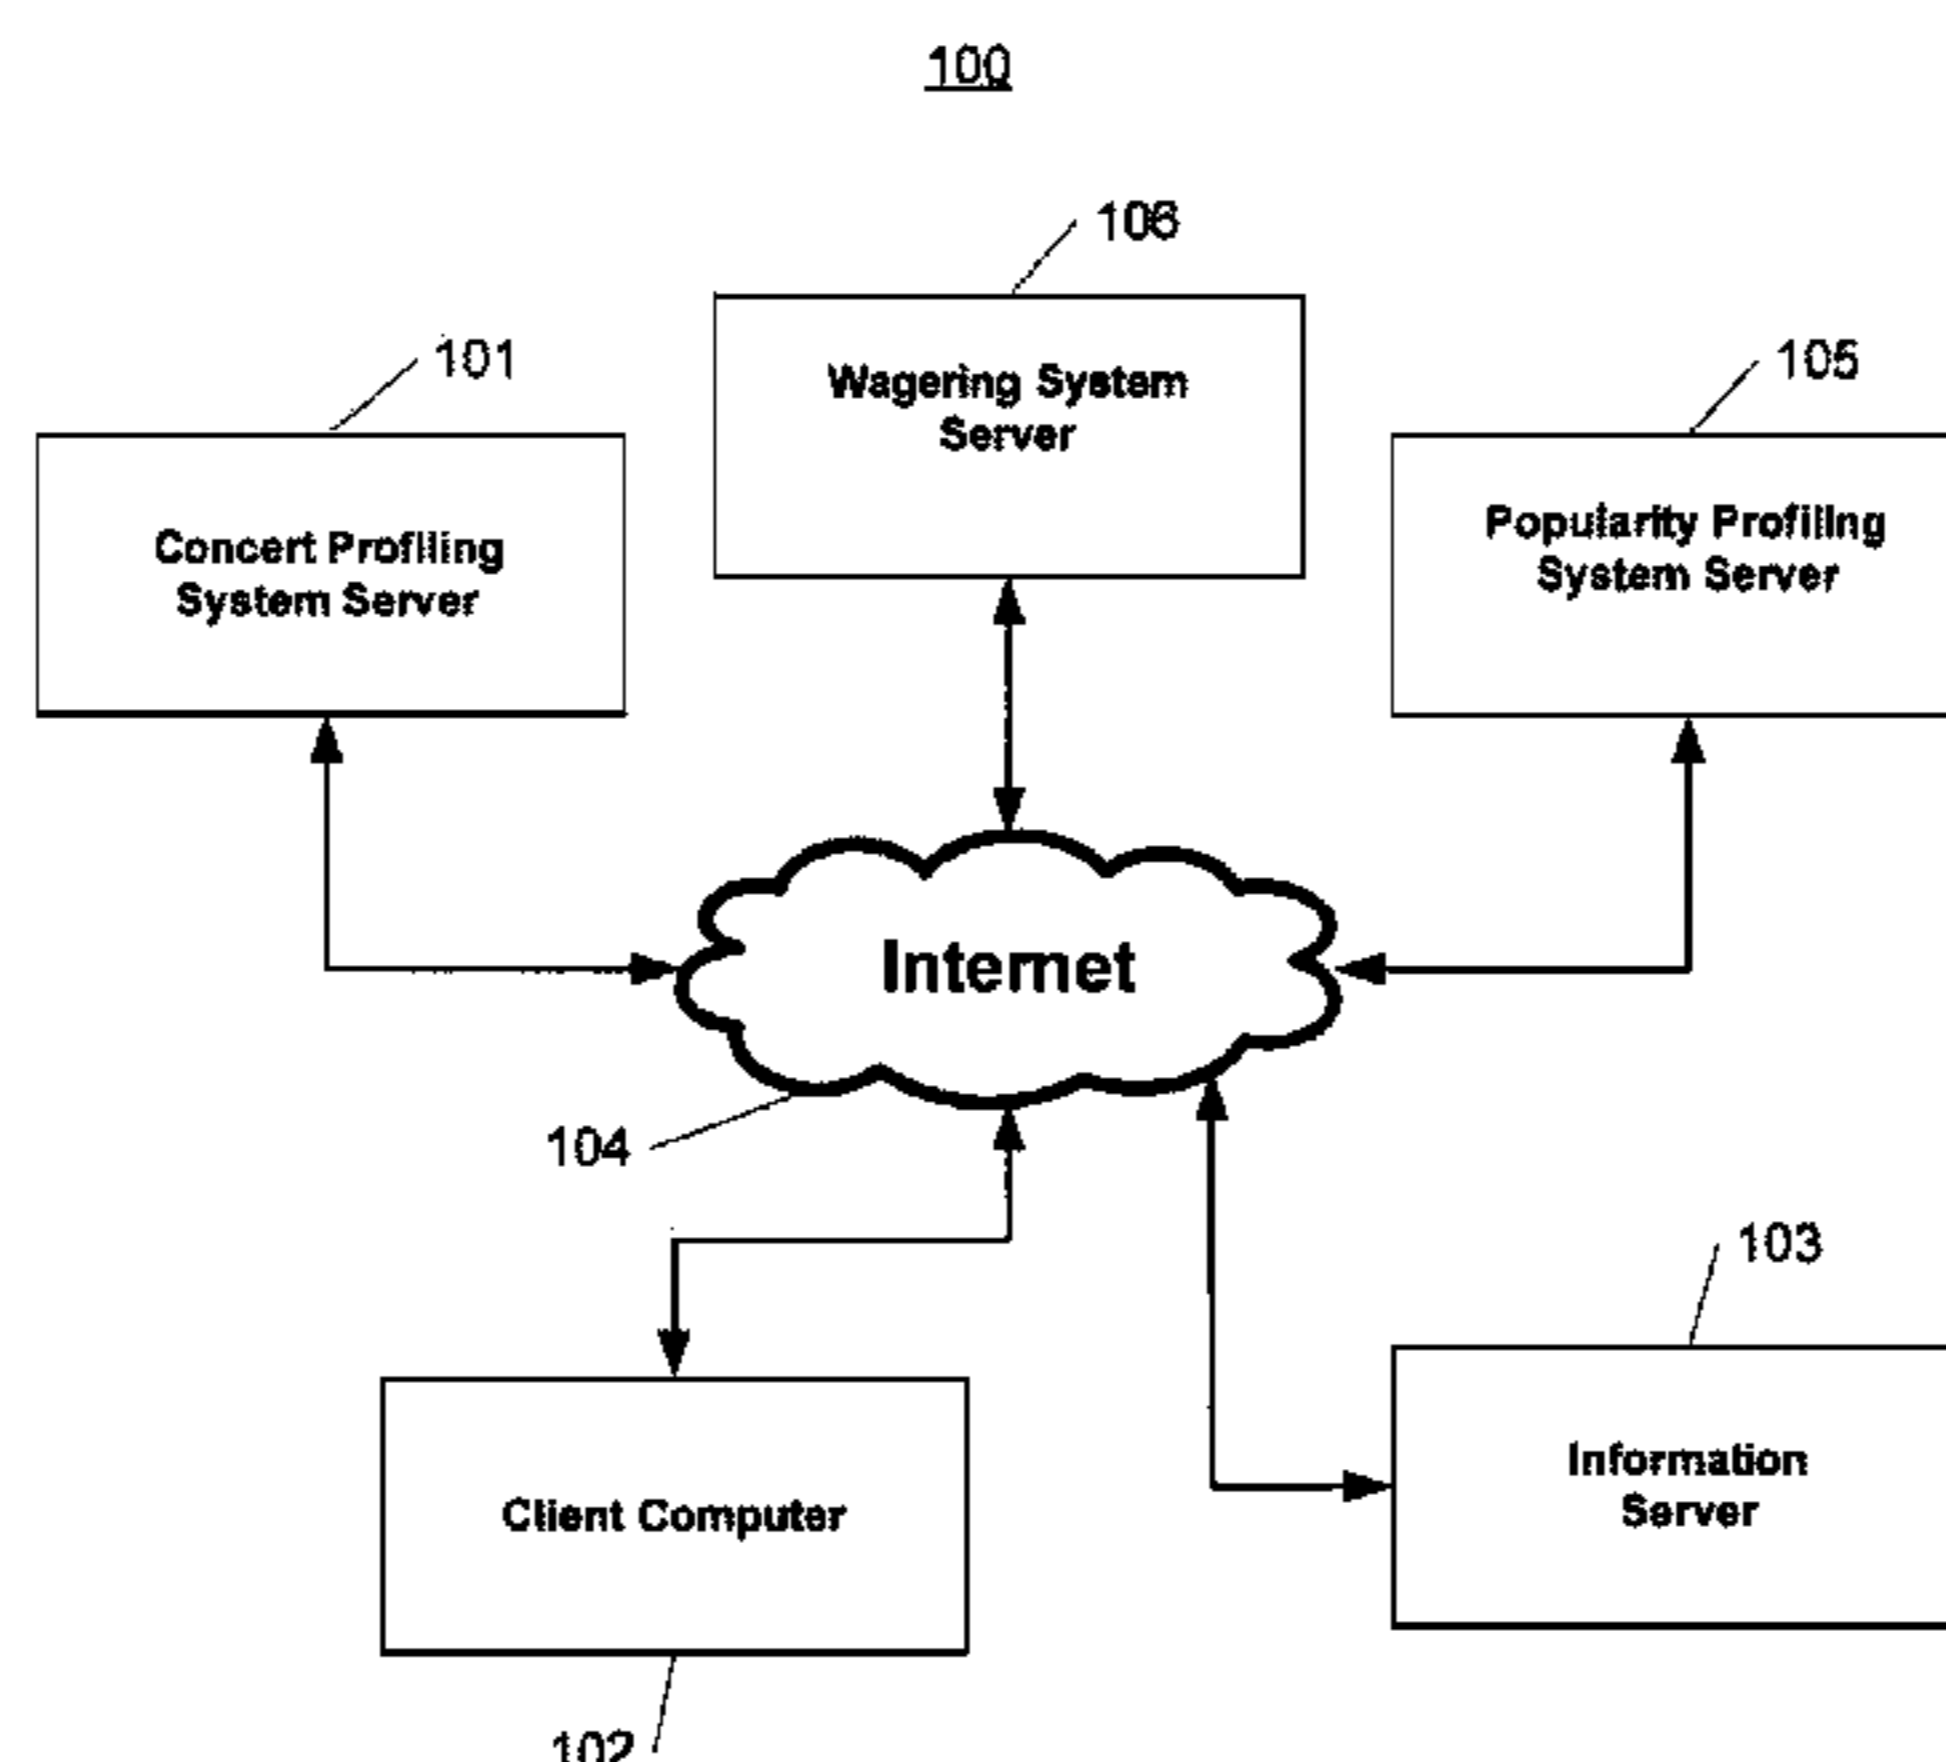 100
106
101
Wagering System
Server
105
Concert Profiling
System Server
Popularity Profiling
System Server
Internet
104
103
Client Computer
Information
Server
102